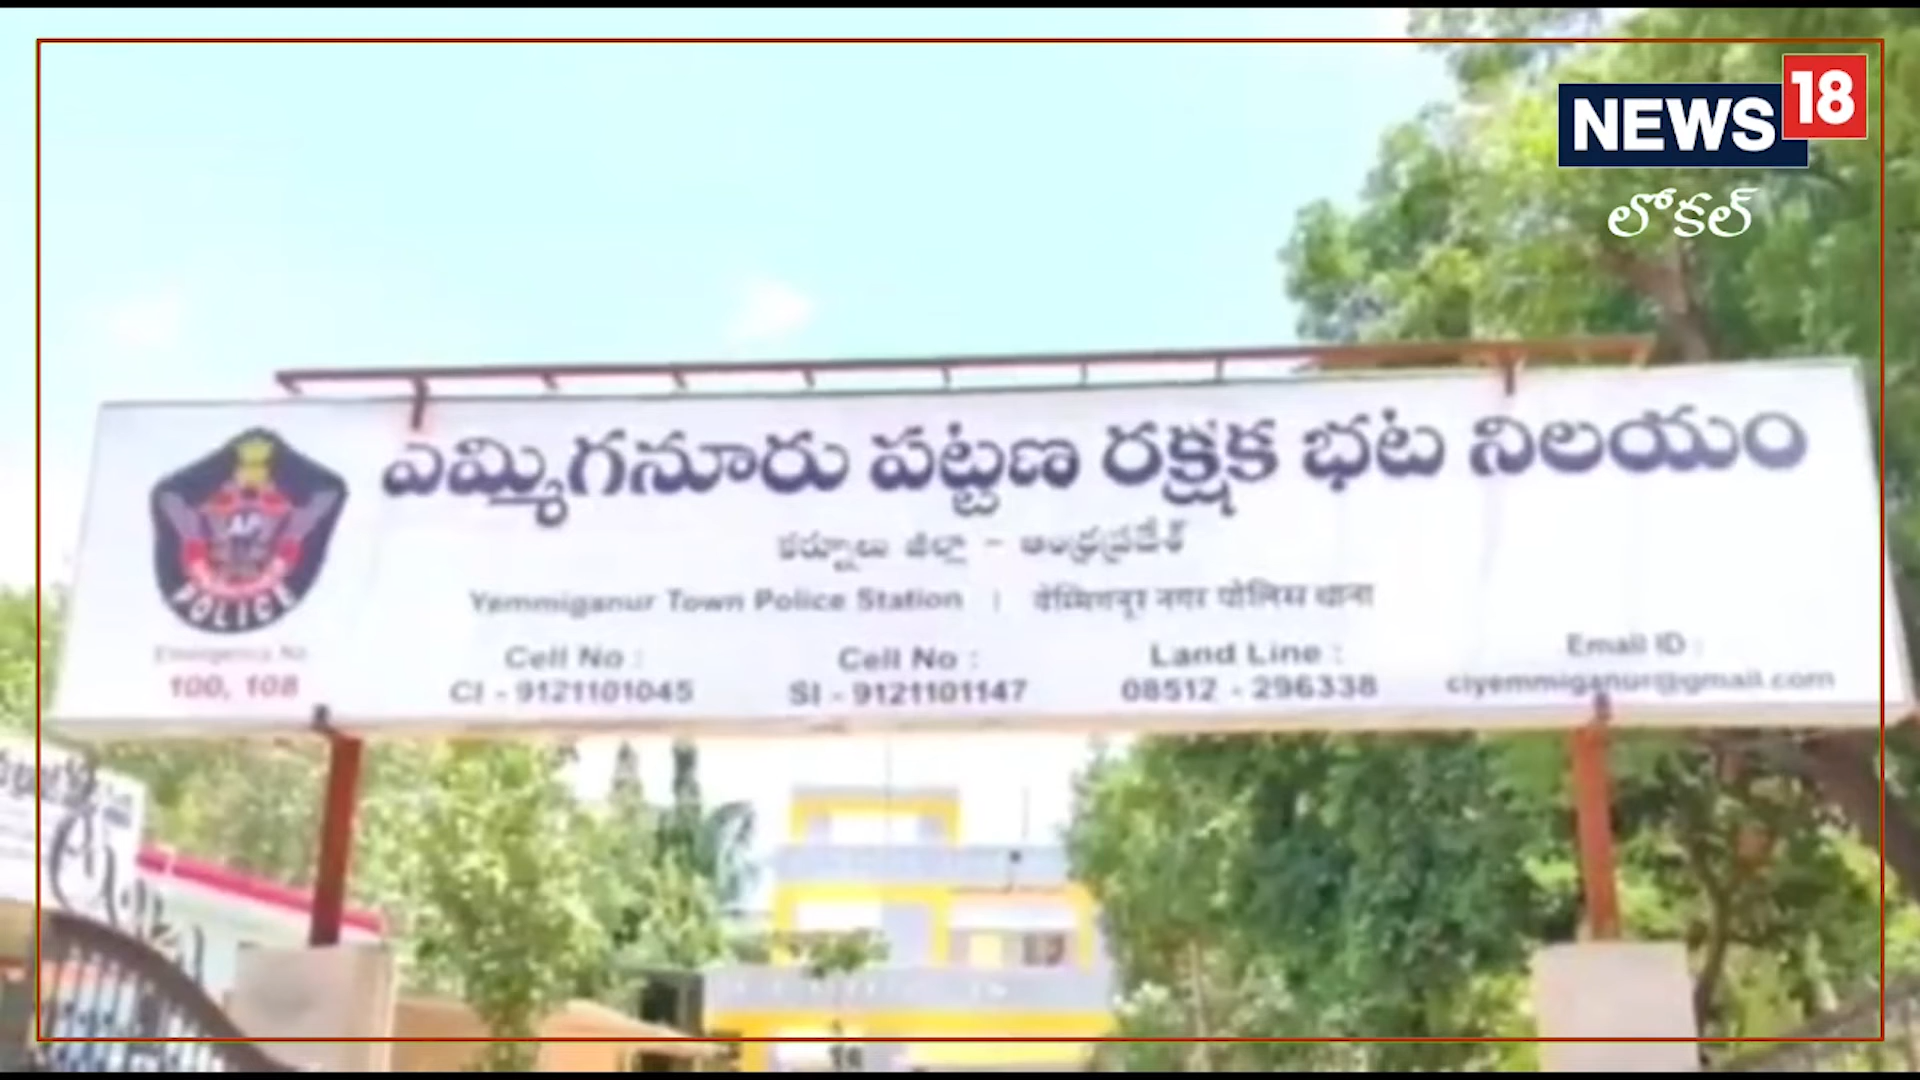 NEWS 18
లోకల్
ఎమ్మిగనూరు పట్టణ రక్షక భట నిలయం
కర్నూలు జిల్లా - ఆంధ్రప్రదేశ్
Yemmiganur Town Police Station | येम्मिगनूर नगर पोलिस थाना
AP
POLICE
Emergency No
100, 108
Cell No :
CI - 9121101045
Cell No :
SI - 9121101147
Land Line :
08512 - 296338
Email ID :
ciyemmiganur@gmail.com